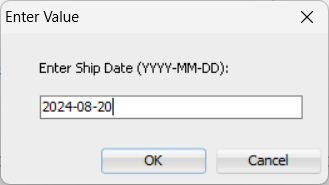 Enter Value
Enter Ship Date (YYYY-MM-DD):
2024-08-20
OK
Cancel